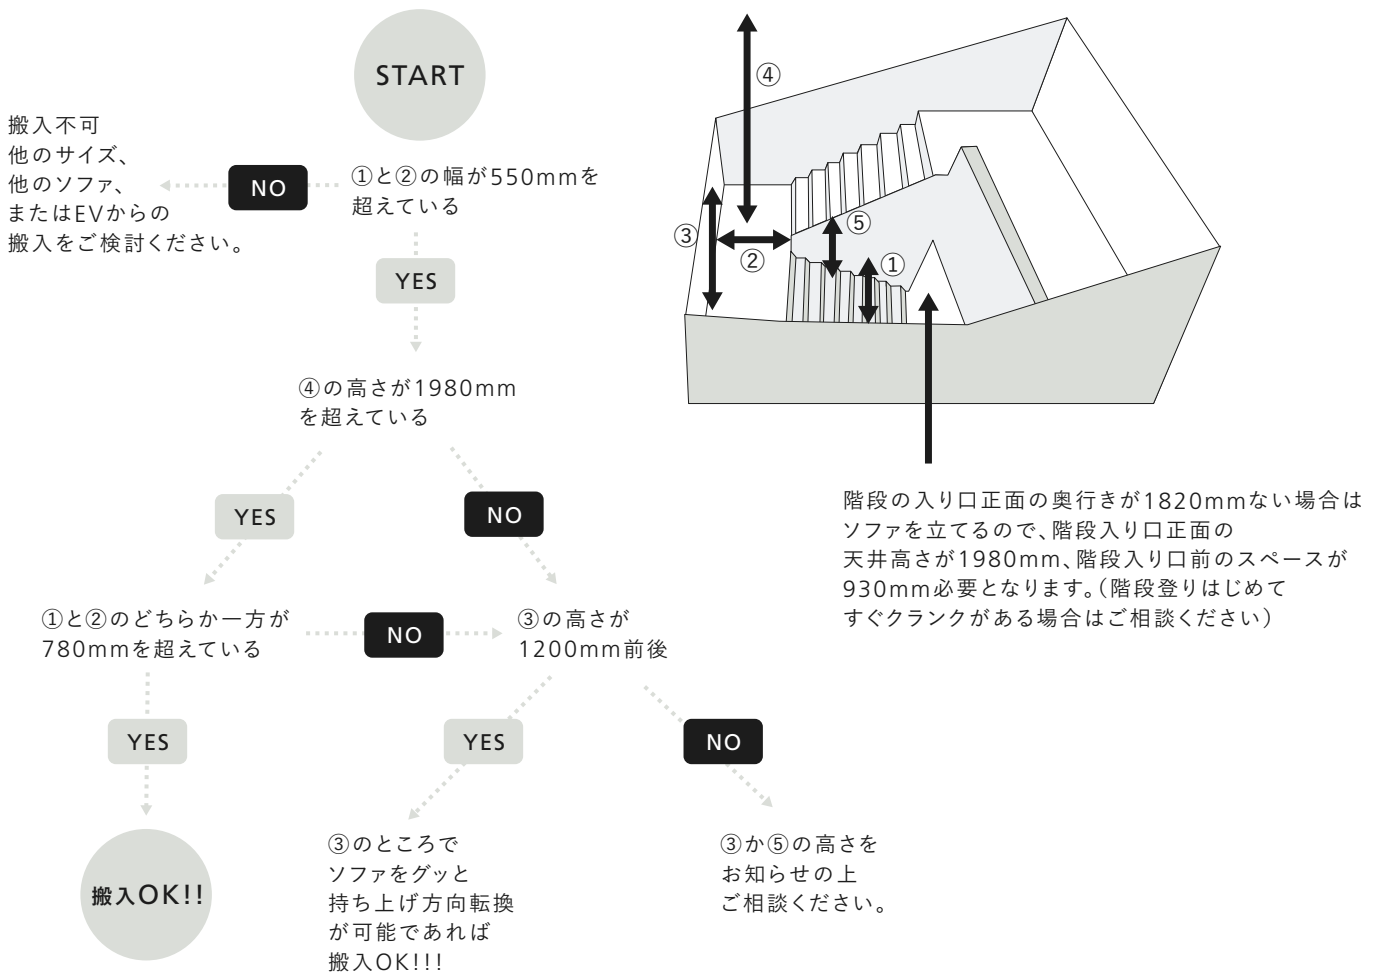 START
①と②の幅が550mmを
超えている
NO
搬入不可
他のサイズ、
他のソファ、
またはEVからの
搬入をご検討ください。
YES
④の高さが1980mm
を超えている
YES
NO
①と②のどちらか一方が
780mmを超えている
NO
③の高さが
1200mm前後
YES
YES
NO
搬入OK!!
③のところで
ソファをグッと
持ち上げ方向転換
が可能であれば
搬入OK!!!
③か⑤の高さを
お知らせの上
ご相談ください。
④
③
②
⑤
①
階段の入り口正面の奥行きが1820mmない場合は
ソファを立てるので、階段入り口正面の
天井高さが1980mm、階段入り口前のスペースが
930mm必要となります。（階段登りはじめて
すぐクランクがある場合はご相談ください）